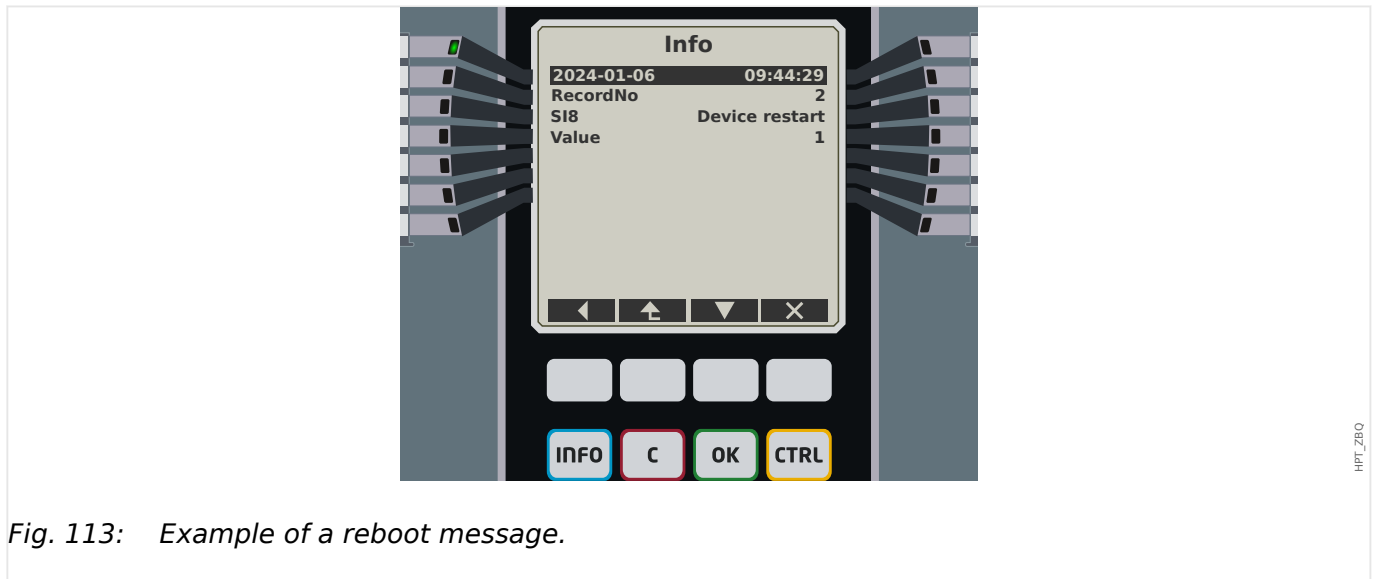 Info
2024-01-06 09:44:29
RecordNo 2
SI8 Device restart
Value 1
INFO C OK CTRL
HPT_ZBQ
Fig. 113: Example of a reboot message.